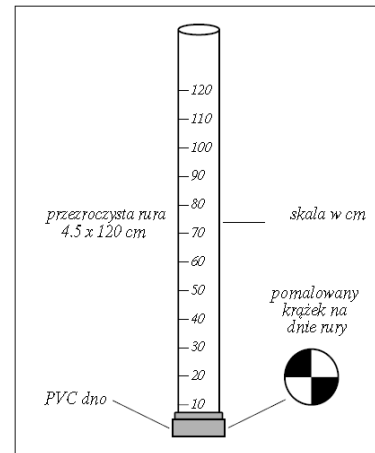 120
110
100
90
80
70
60
50
40
30
20
10
przezroczysta rura
4.5 x 120 cm
skala w cm
pomalowany
krążek na
dnie rury
PVC dno